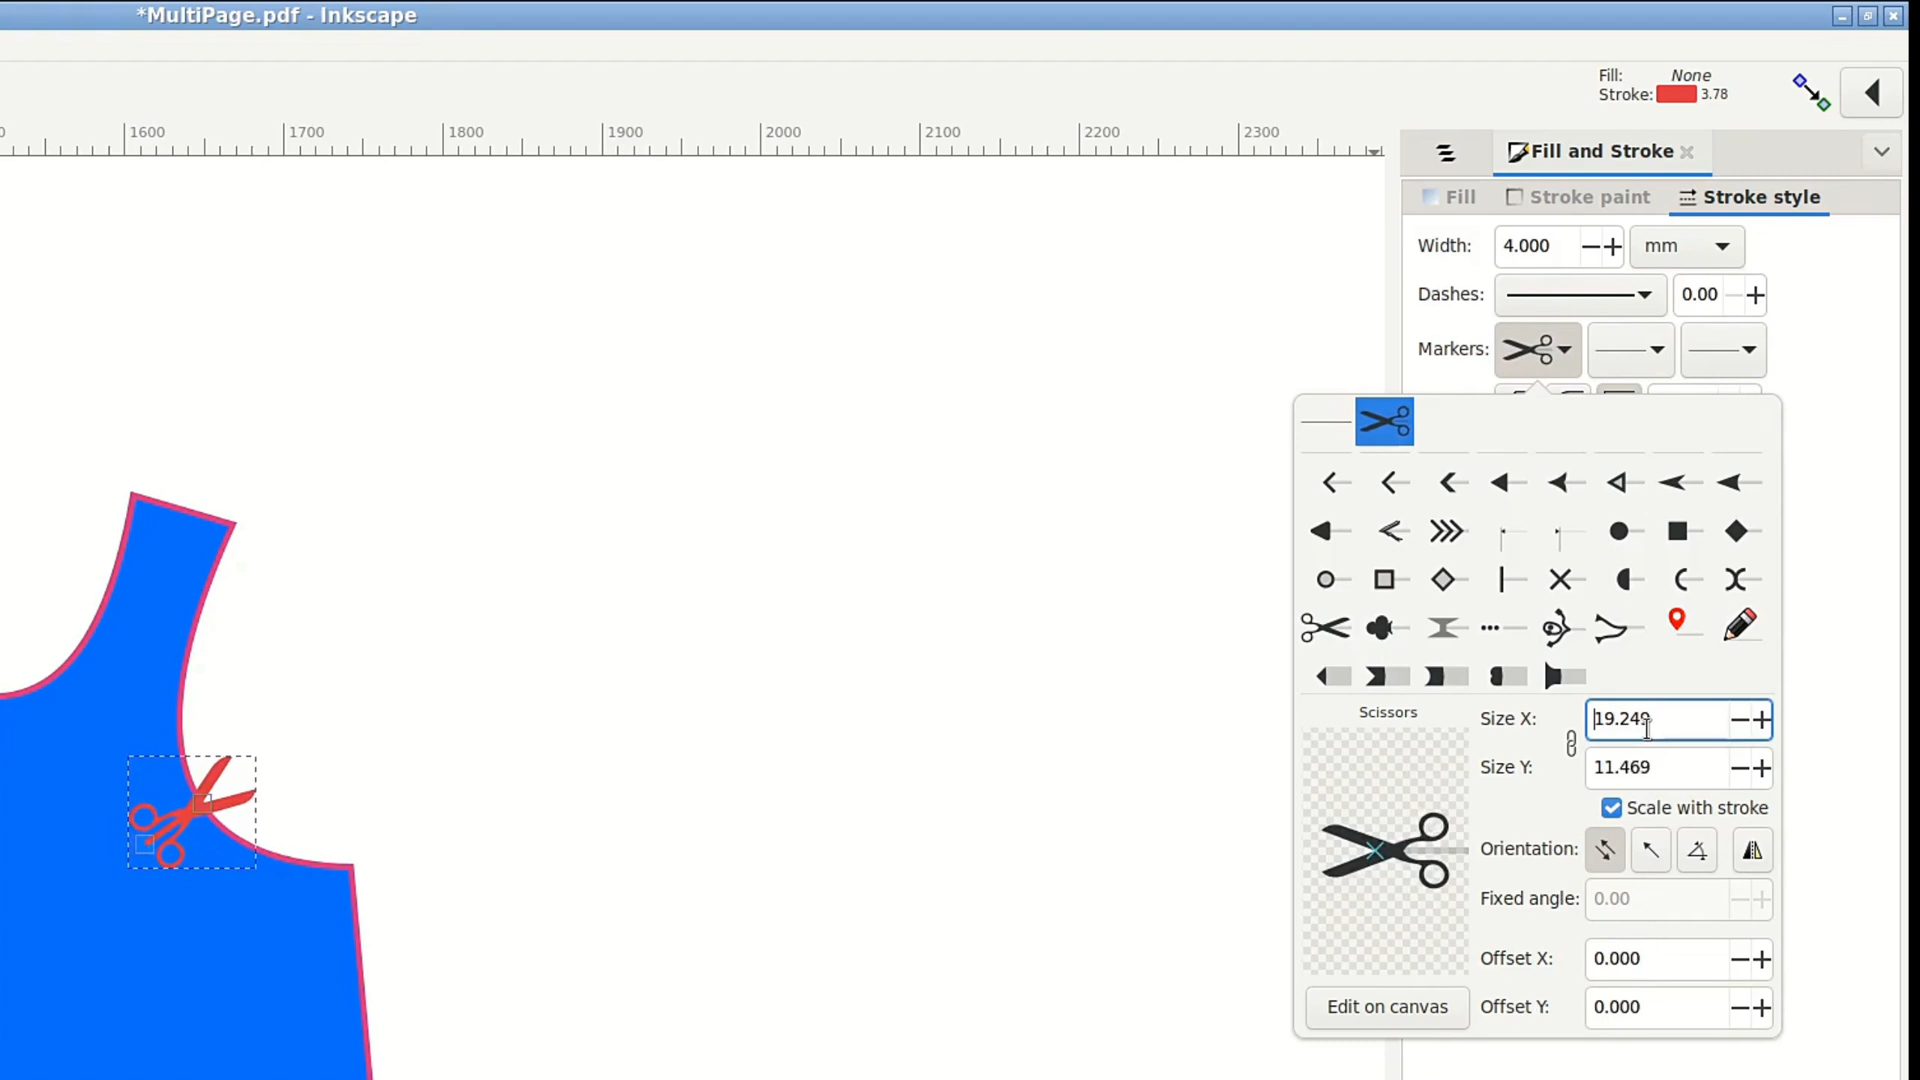 *MultiPage.pdf - Inkscape
Fill: None
Stroke: 3.78
1600 1700 1800 1900 2000 2100 2200 2300
Fill and Stroke
Fill Stroke paint Stroke style
Width: 4.000 mm
Dashes: 0.00
Markers:
Scissors
Size X: 19.249
Size Y: 11.469
Scale with stroke
Orientation:
Fixed angle: 0.00
Offset X: 0.000
Edit on canvas Offset Y: 0.000